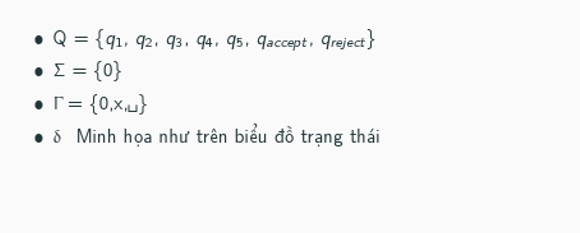 • Q = {q₁, q₂, q₃, q₄, q₅, q_accept, q_reject}
• Σ = {0}
• Γ = {0,x,␣}
• δ Minh họa như trên biểu đồ trạng thái